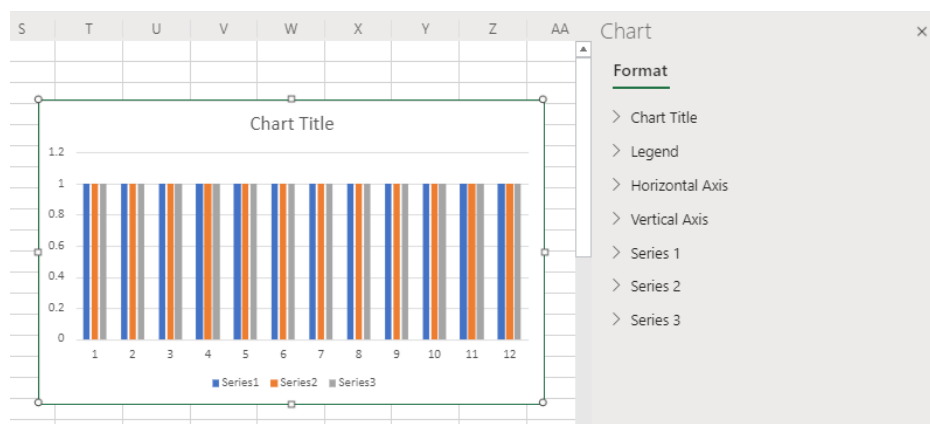 S T U V W X Y Z AA
Chart ×
Format
Chart Title
Legend
Horizontal Axis
Vertical Axis
Series 1
Series 2
Series 3
Chart Title
1.2
1
0.8
0.6
0.4
0.2
0
1 2 3 4 5 6 7 8 9 10 11 12
Series1 Series2 Series3